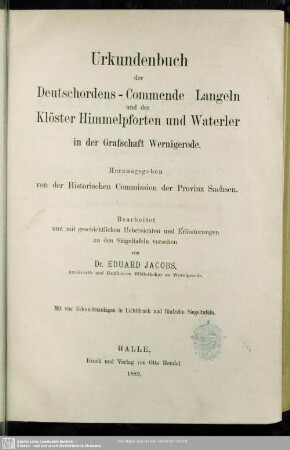 Urkundenbuch
der
Deutschordens-Commende Langeln
und der
Klöster Himmelpforten und Waterler
in der Grafschaft Wernigerode.
Herausgegeben
von der Historischen Commission der Provinz Sachsen.
Bearbeitet
und mit geschichtlichen Uebersichten und Erläuterungen
zu den Siegeltafeln versehen
von
Dr. EDUARD JACOBS,
Archivrath und Gräflichem Bibliothekar zu Wernigerode.
Mit vier Urkundenanlagen in Lichtdruck und fünfzehn Siegeltafeln.
HALLE,
Druck und Verlag von Otto Hendel.
1882.